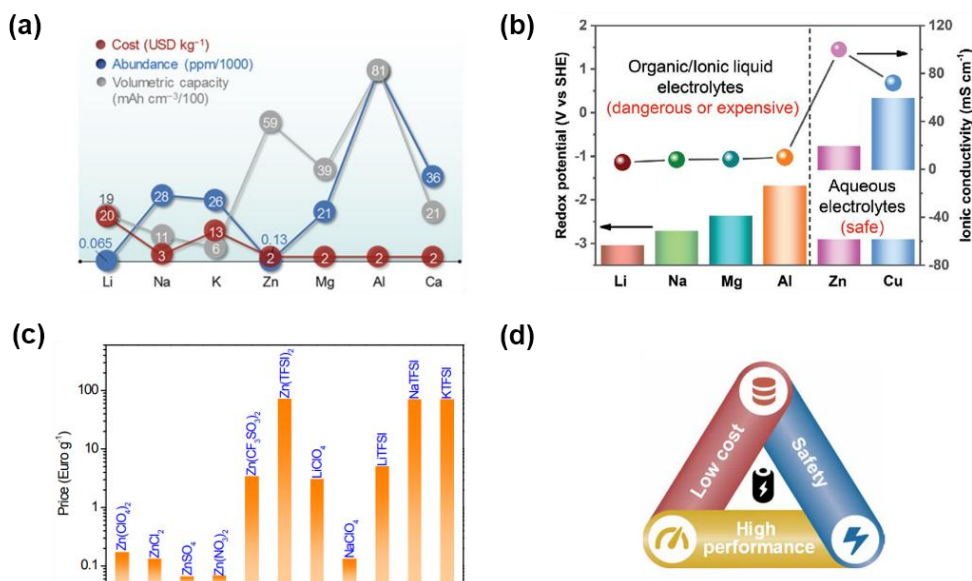 (a)
Cost (USD kg⁻¹)
Abundance (ppm/1000)
Volumetric capacity
(mAh cm⁻³/100)
81
59
39
36
19
28
26
20
21
21
0.065
11
13
0.13
3
6
2
2
2
2
Li Na K Zn Mg Al Ca
(b)
Redox potential (V vs SHE)
2
1
0
-1
-2
-3
Organic/Ionic liquid
electrolytes
(dangerous or expensive)
Aqueous
electrolytes
(safe)
120
80
40
0
-40
-80
Ionic conductivity (mS cm⁻¹)
Li Na Mg Al Zn Cu
(c)
Price (Euro g⁻¹)
100
10
1
0.1
Zn(ClO₄)₂
ZnCl₂
ZnSO₄
Zn(NO₃)₂
Zn(CF₃SO₃)₂
Zn(TFSI)₂
LiClO₄
LiTFSI
NaClO₄
NaTFSI
KTFSI
(d)
Low cost
Safety
High
performance